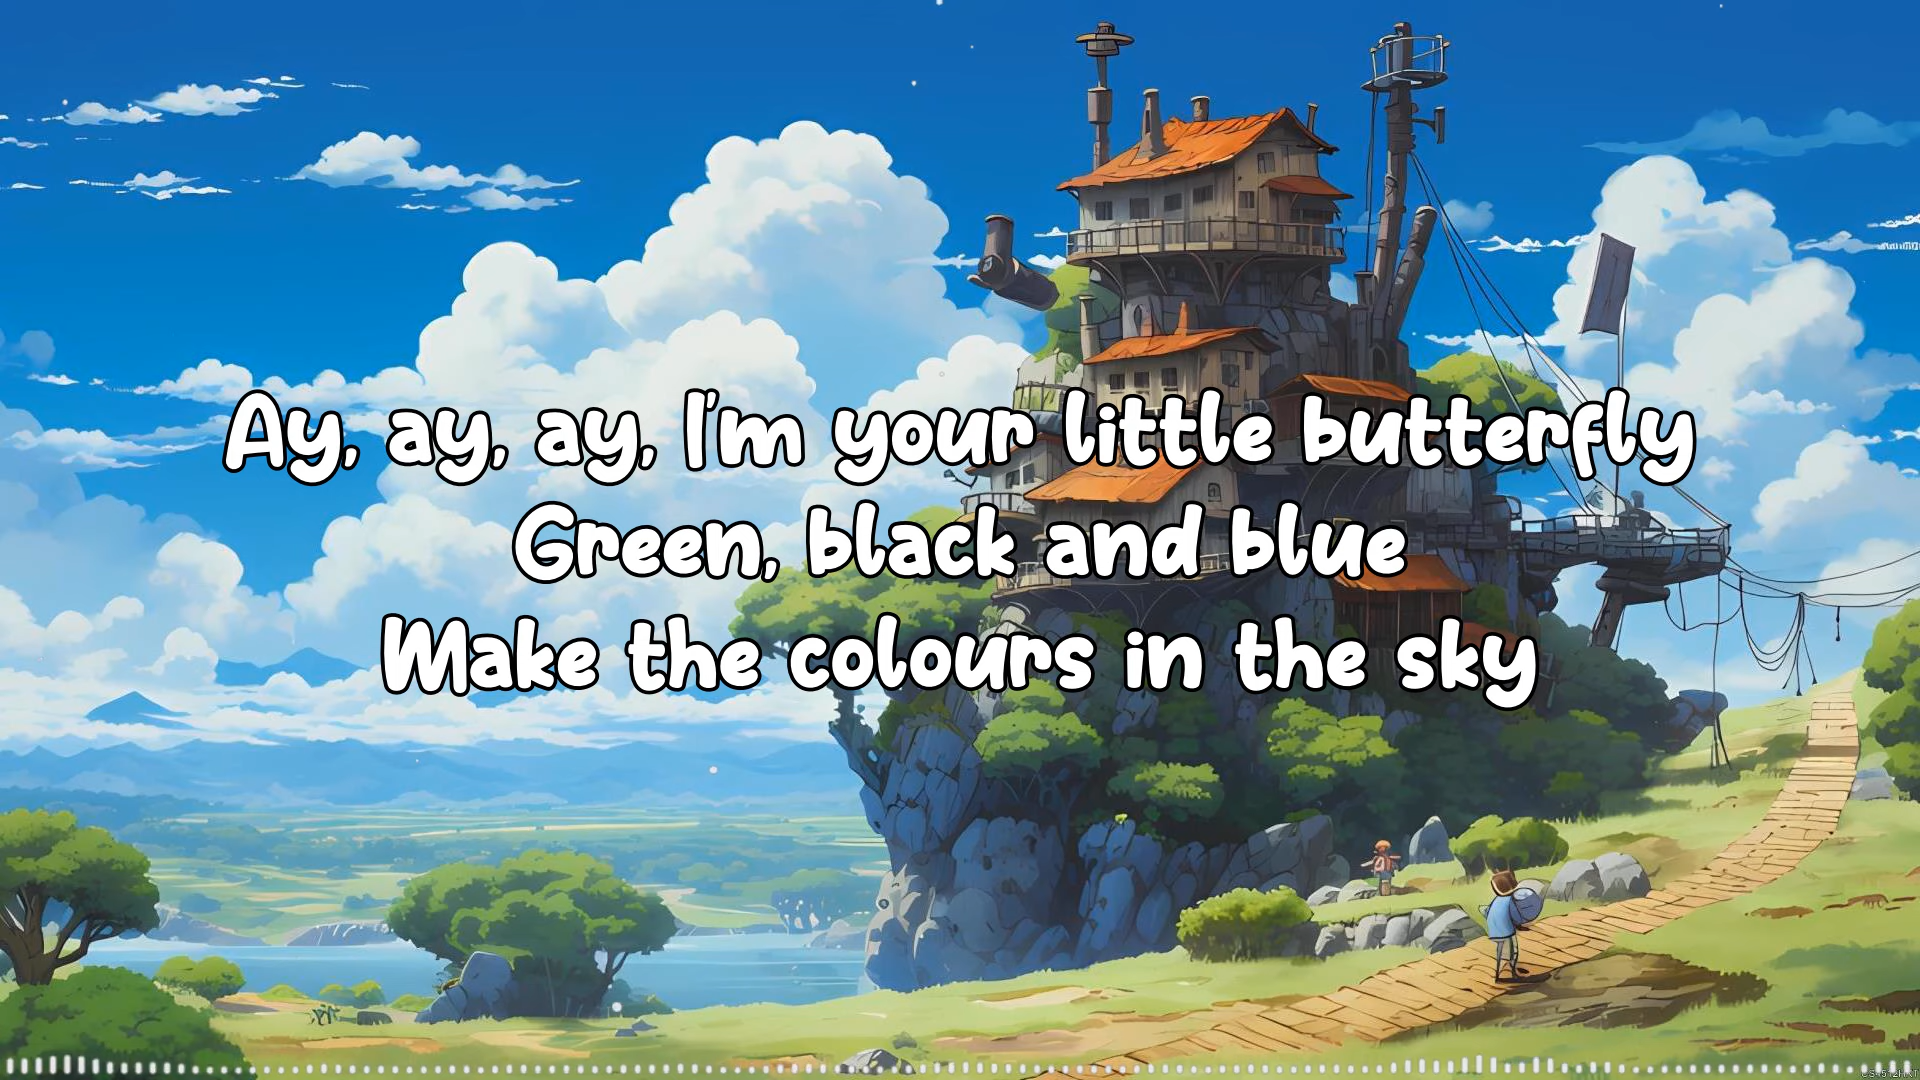 Ay, ay, ay, I'm your little butterfly
Green, black and blue
Make the colours in the sky